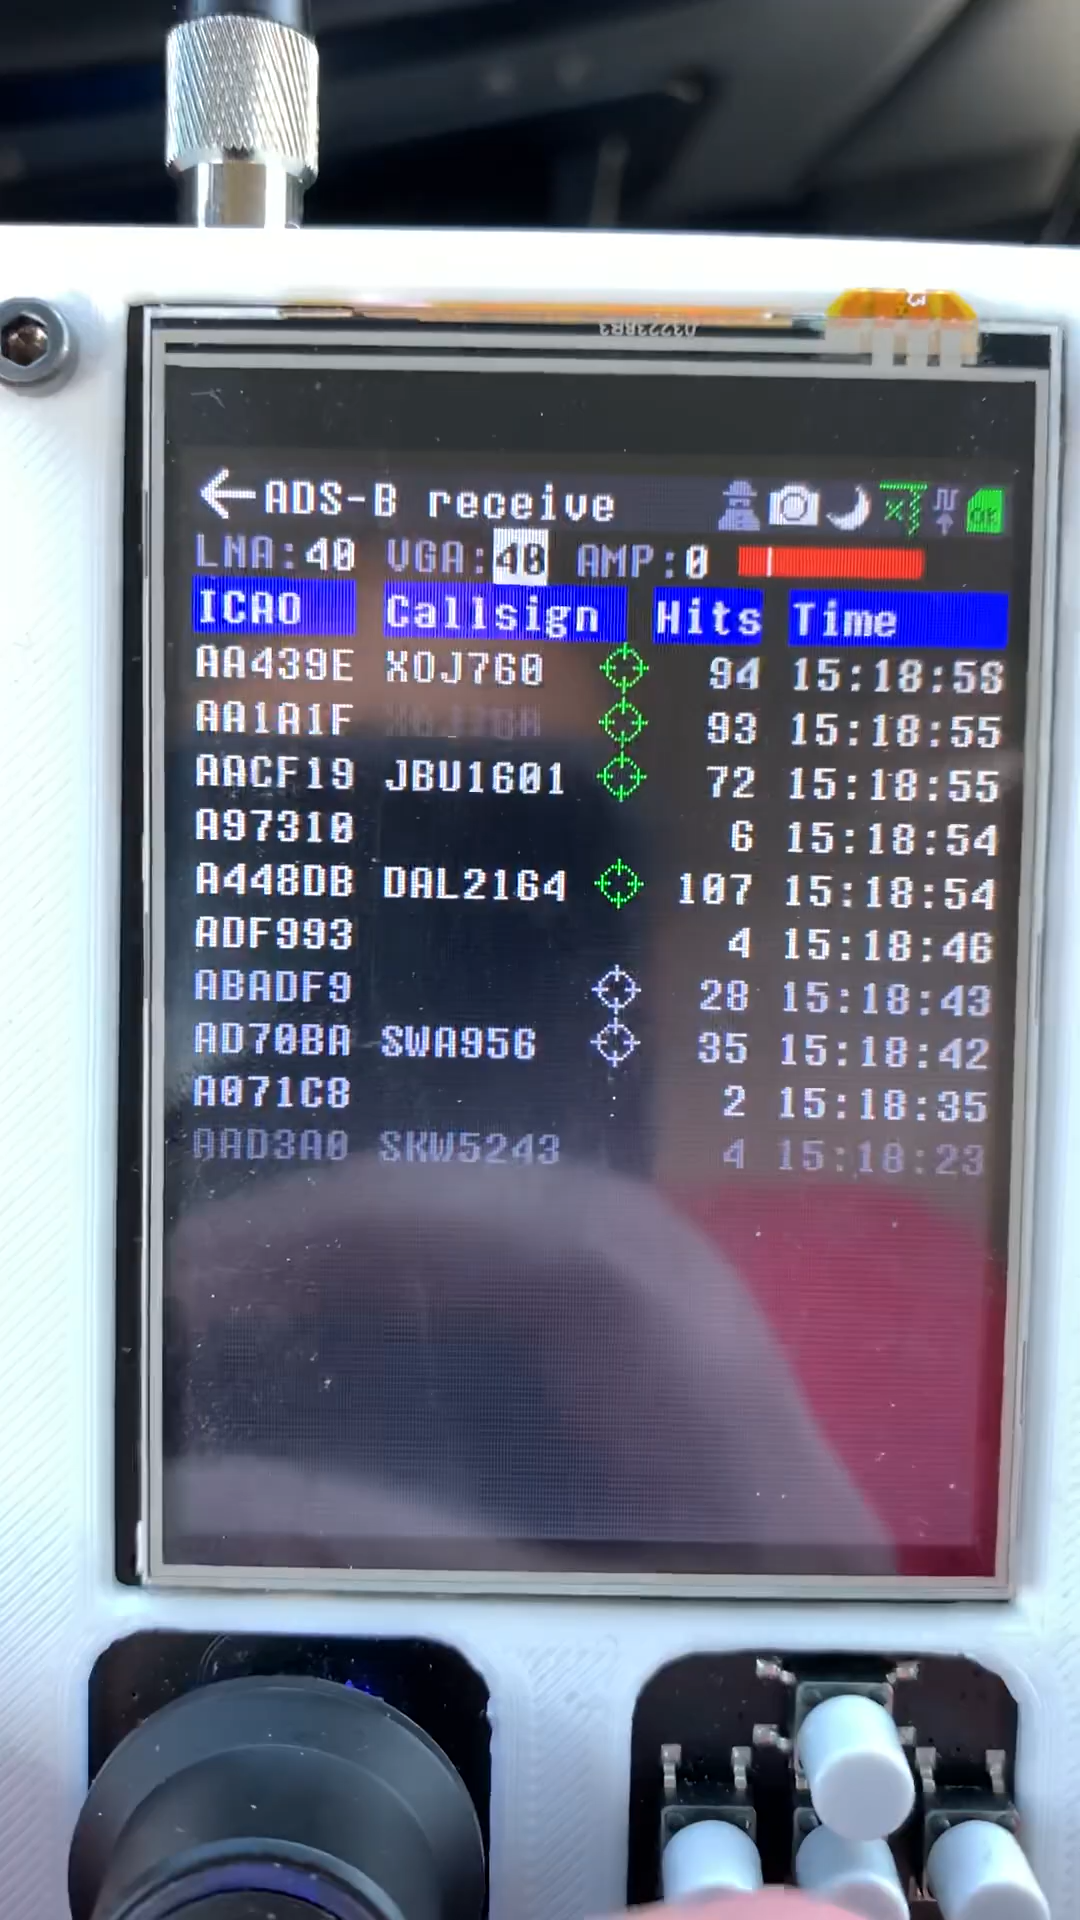 ADS-B receive
LNA:40 VGA:40 AMP:0
ICAO Callsign Hits Time
AA439E XOJ760 94 15:18:56
AA1A1F 93 15:18:55
AACF19 JBU1601 72 15:18:55
A97310 6 15:18:54
A448DB DAL2164 107 15:18:54
ADF993 4 15:18:46
ABADF9 28 15:18:43
AD70BA SWA956 35 15:18:42
A071C8 2 15:18:35
AAD3A0 SKW5243 4 15:18:23